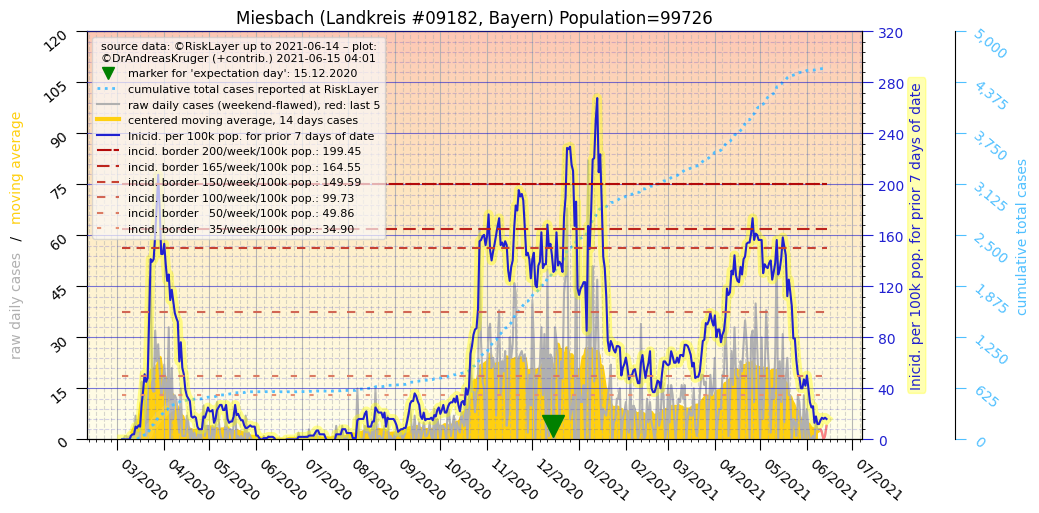 Miesbach (Landkreis #09182, Bayern) Population=99726
source data: ©RiskLayer up to 2021-06-14 – plot:
©DrAndreasKruger (+contrib.) 2021-06-15 04:01
marker for 'expectation day': 15.12.2020
cumulative total cases reported at RiskLayer
raw daily cases (weekend-flawed), red: last 5
centered moving average, 14 days cases
Inicid. per 100k pop. for prior 7 days of date
incid. border 200/week/100k pop.: 199.45
incid. border 165/week/100k pop.: 164.55
incid. border 150/week/100k pop.: 149.59
incid. border 100/week/100k pop.: 99.73
incid. border 50/week/100k pop.: 49.86
incid. border 35/week/100k pop.: 34.90
raw daily cases / moving average
120
105
90
75
60
45
30
15
0
03/2020
04/2020
05/2020
06/2020
07/2020
08/2020
09/2020
10/2020
11/2020
12/2020
01/2021
02/2021
03/2021
04/2021
05/2021
06/2021
07/2021
320
280
240
200
160
120
80
40
0
Inicid. per 100k pop. for prior 7 days of date
5,000
4,375
3,750
3,125
2,500
1,875
1,250
625
0
cumulative total cases